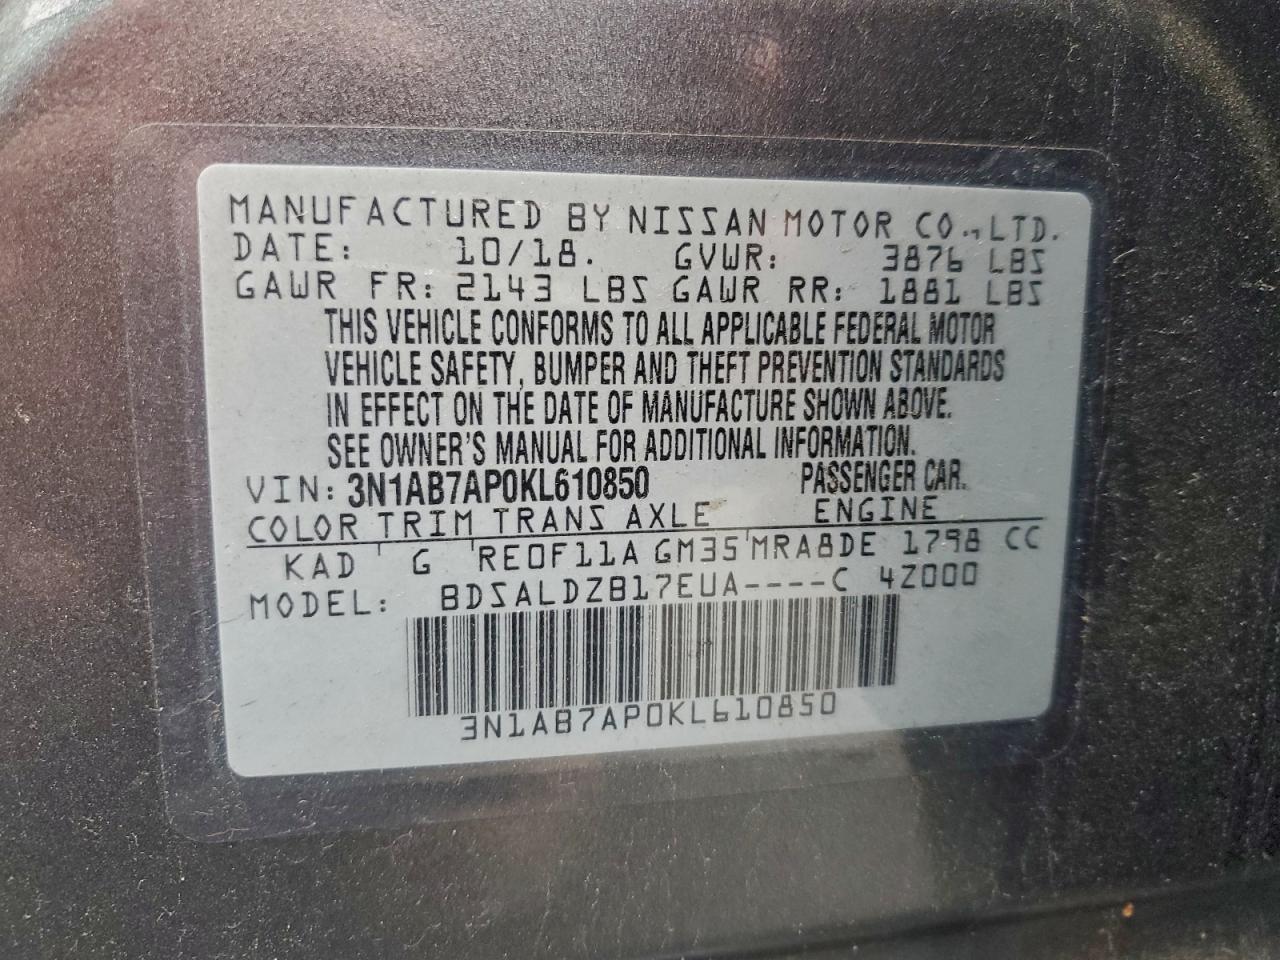 MANUFACTURED BY NISSAN MOTOR CO., LTD.
DATE: 10/18. GVWR: 3876 LBS
GAWR FR: 2143 LBS GAWR RR: 1881 LBS
THIS VEHICLE CONFORMS TO ALL APPLICABLE FEDERAL MOTOR
VEHICLE SAFETY, BUMPER AND THEFT PREVENTION STANDARDS
IN EFFECT ON THE DATE OF MANUFACTURE SHOWN ABOVE.
SEE OWNER'S MANUAL FOR ADDITIONAL INFORMATION.
VIN: 3N1AB7AP0KL610850 PASSENGER CAR.
COLOR TRIM TRANS AXLE ENGINE
KAD G RE0F11A GM35 MRA8DE 1798 CC
MODEL: BDSALDZB17EUA----C 4Z000
3N1AB7AP0KL610850